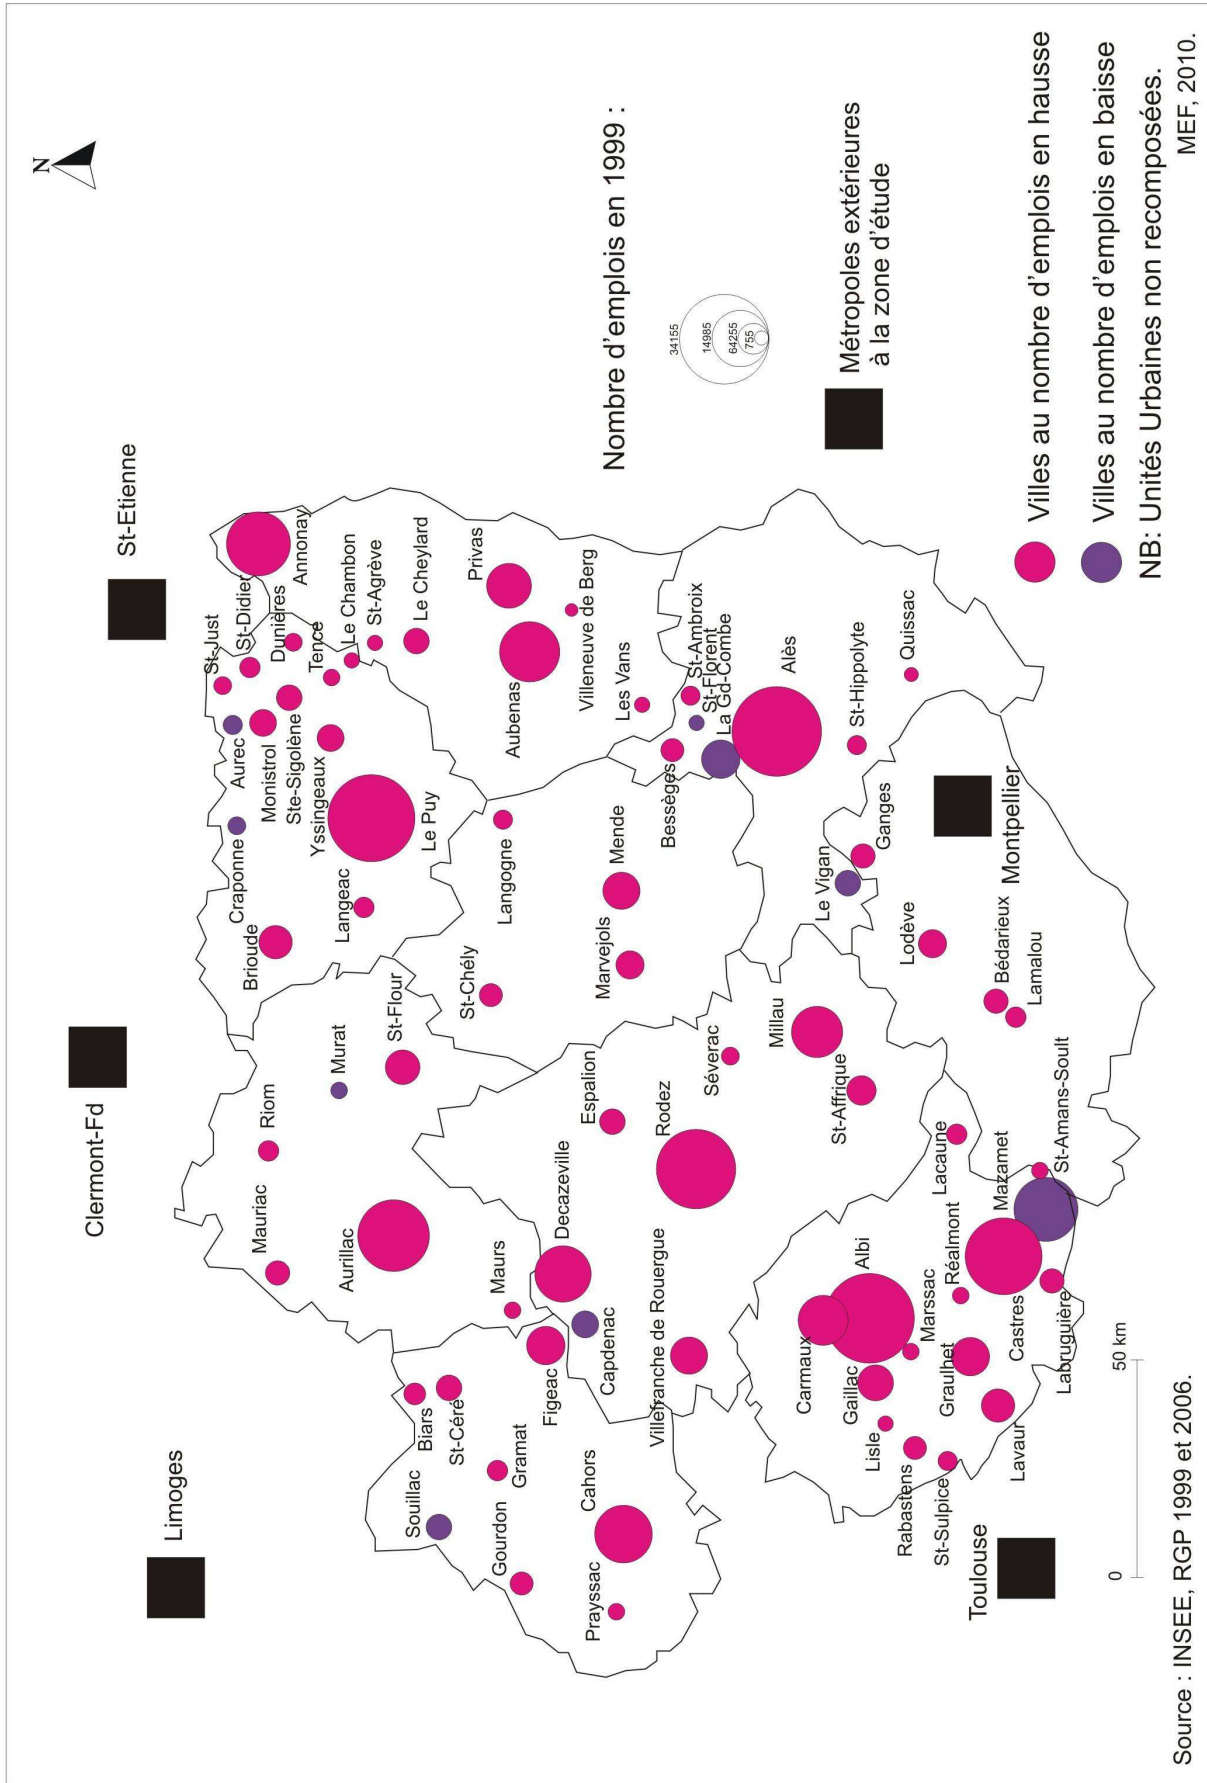 N
Limoges
Clermont-Fd
St-Etienne
St-Just
St-Didier
Dunières
Annonay
Aurec
Craponne
Monistrol
Ste-Sigolène
Tence
Le Chambon
St-Agrève
Yssingeaux
Le Cheylard
Brioude
Langeac
Le Puy
Riom
Mauriac
Murat
St-Flour
Aurillac
Maurs
St-Chély
Langogne
Privas
Aubenas
Villeneuve de Berg
Les Vans
Biars
St-Céré
Souillac
Gramat
Gourdon
Figeac
Cahors
Prayssac
Capdenac
Decazeville
Espalion
Rodez
Villefranche de Rouergue
Séverac
Millau
St-Affrique
Marvejols
Mende
Bessèges
St-Ambroix
St-Florent
La Gd-Combe
Alès
St-Hippolyte
Quissac
Le Vigan
Ganges
Lodève
Bédarieux
Lamalou
Montpellier
Carmaux
Albi
Marssac
Gaillac
Lisle
Rabastens
St-Sulpice
Graulhet
Lavaur
Réalmont
Lacaune
Castres
Mazamet
St-Amans-Soult
Labruguière
Toulouse
0
50 km
Nombre d'emplois en 1999 :
34155
14985
64255
755
Métropoles extérieures
à la zone d'étude
Villes au nombre d'emplois en hausse
Villes au nombre d'emplois en baisse
NB: Unités Urbaines non recomposées.
MEF, 2010.
Source : INSEE, RGP 1999 et 2006.